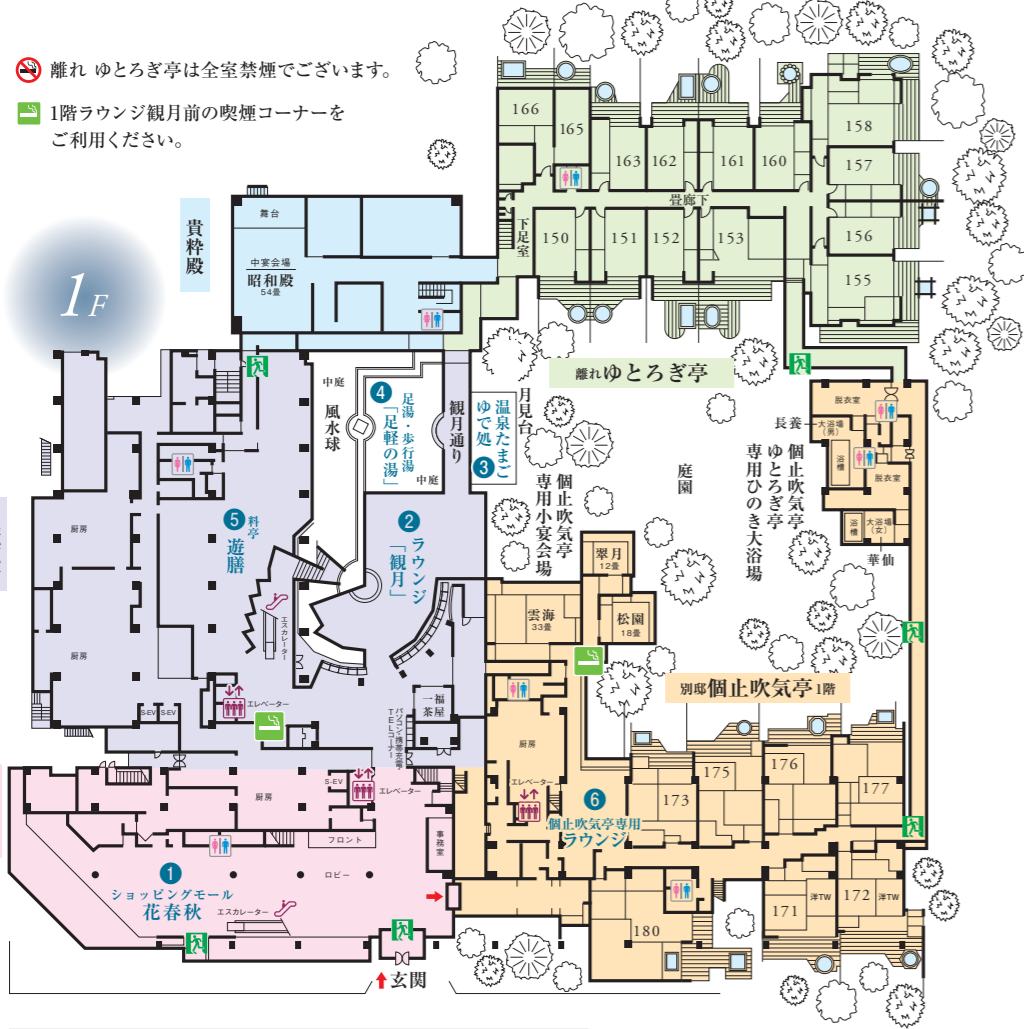 離れ ゆとろぎ亭は全室禁煙でございます。
1階ラウンジ観月前の喫煙コーナーを
ご利用ください。
1F
貴粋殿
舞台
中宴会場
昭和殿
54畳
166
165
163
162
161
160
158
157
156
155
畳廊下
下足室
150
151
152
153
離れ ゆとろぎ亭
中庭
風水球
4
足湯・歩行湯
「足軽の湯」
中庭
観月通り
3
温泉たまご
ゆで処
月見台
個止吹気亭
専用小宴会場
庭園
個止吹気亭
ゆとろぎ亭
専用ひのき大浴場
脱衣室
長養
大浴場
(男)
浴槽
脱衣室
浴槽
大浴場
(女)
華仙
厨房
厨房
5
料亭
遊膳
2
ラウンジ
「観月」
エスカレーター
エレベーター
S-EV
S-EV
一福
茶屋
パソコン/携帯充電
TELコーナー
翠月
12畳
雲海
33畳
松園
18畳
別邸 個止吹気亭 1階
厨房
エレベーター
6
個止吹気亭専用
ラウンジ
173
175
176
177
171
洋TW
172
洋TW
180
厨房
S-EV
エレベーター
フロント
事務室
ロビー
1
ショッピングモール
花春秋
エスカレーター
玄関